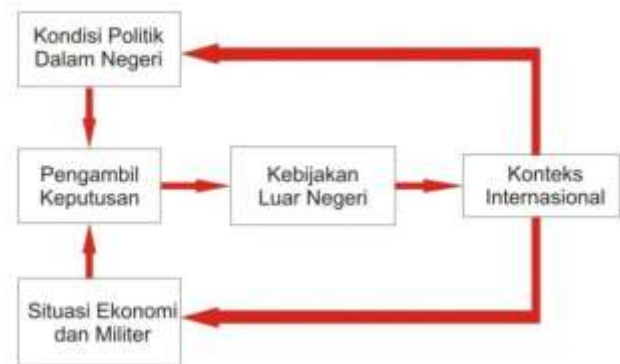 Kondisi Politik
Dalam Negeri
Pengambil
Keputusan
Kebijakan
Luar Negeri
Konteks
Internasional
Situasi Ekonomi
dan Militer